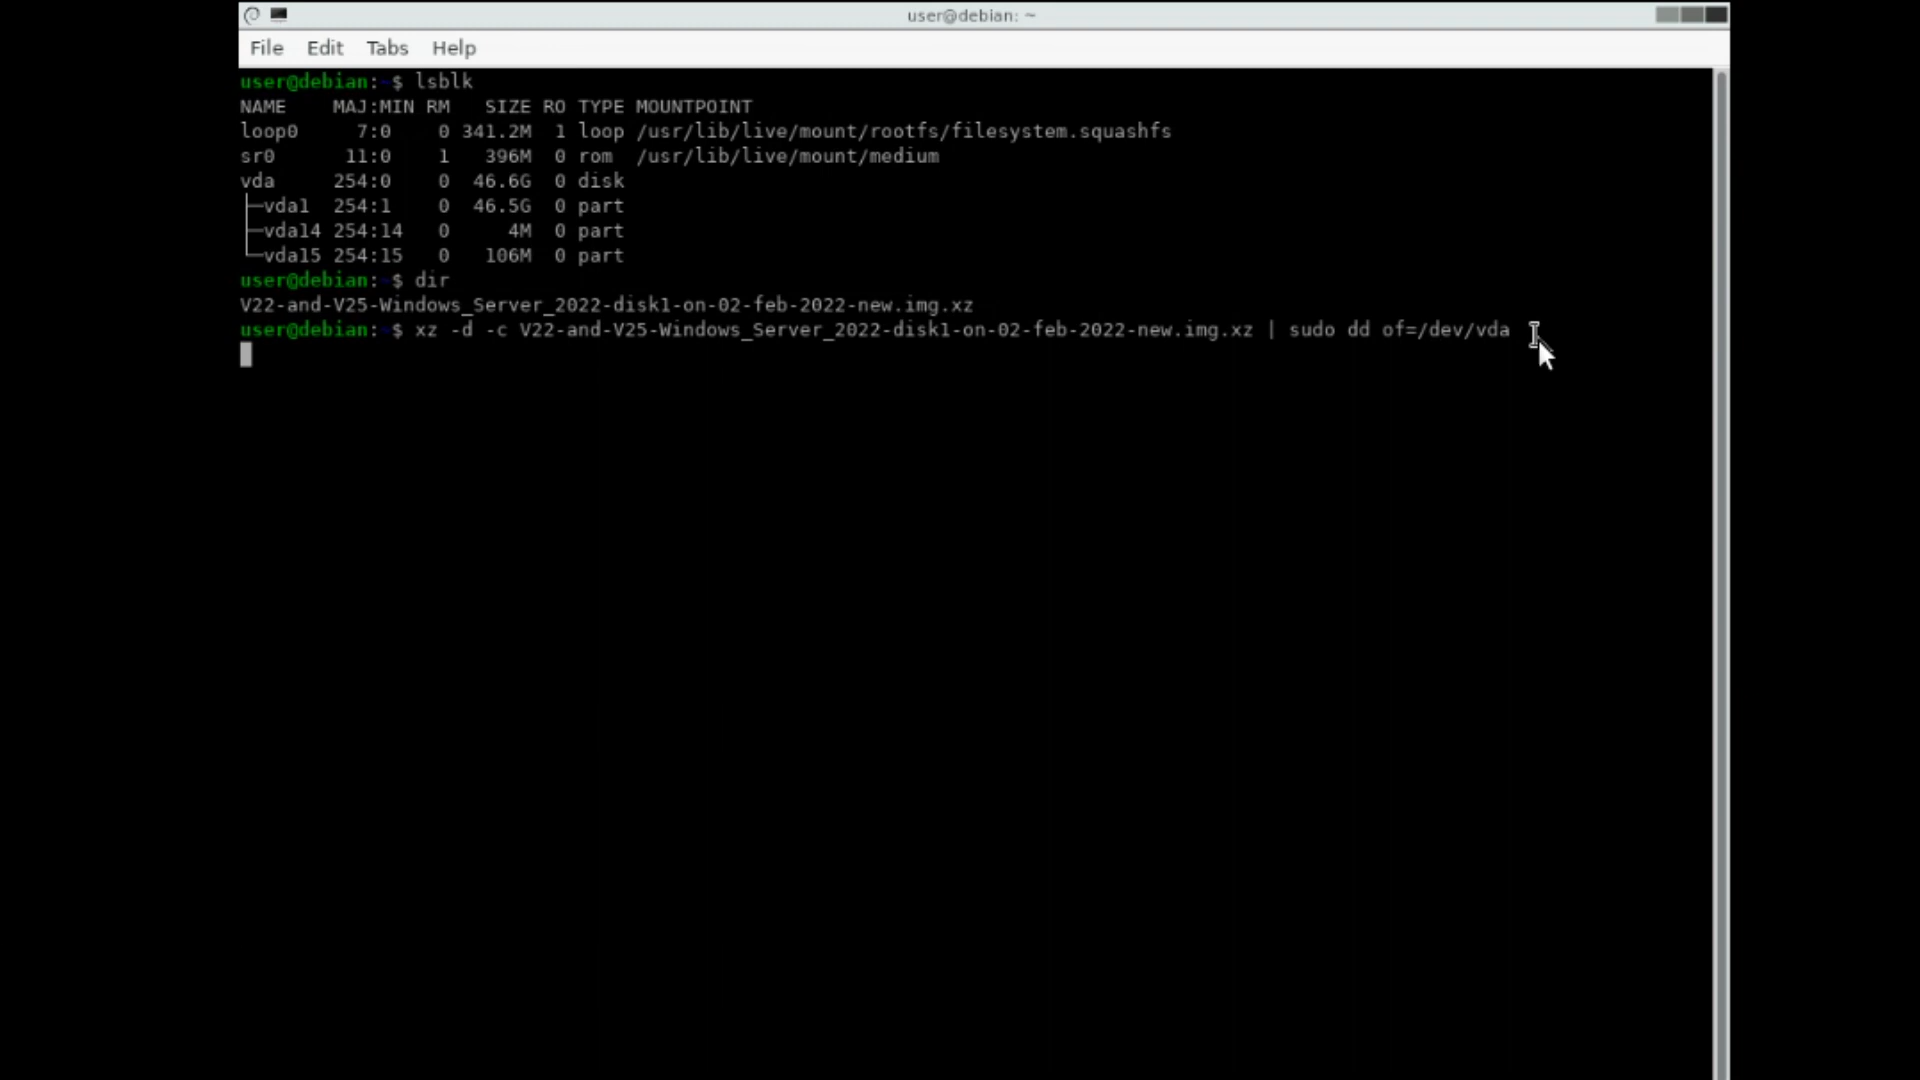 user@debian: ~
File Edit Tabs Help
user@debian:~$ lsblk
NAME    MAJ:MIN RM   SIZE RO TYPE MOUNTPOINT
loop0     7:0    0 341.2M  1 loop /usr/lib/live/mount/rootfs/filesystem.squashfs
sr0      11:0    1   396M  0 rom  /usr/lib/live/mount/medium
vda     254:0    0  46.6G  0 disk
├─vda1  254:1    0  46.5G  0 part
├─vda14 254:14   0     4M  0 part
└─vda15 254:15   0   106M  0 part
user@debian:~$ dir
V22-and-V25-Windows_Server_2022-disk1-on-02-feb-2022-new.img.xz
user@debian:~$ xz -d -c V22-and-V25-Windows_Server_2022-disk1-on-02-feb-2022-new.img.xz | sudo dd of=/dev/vda